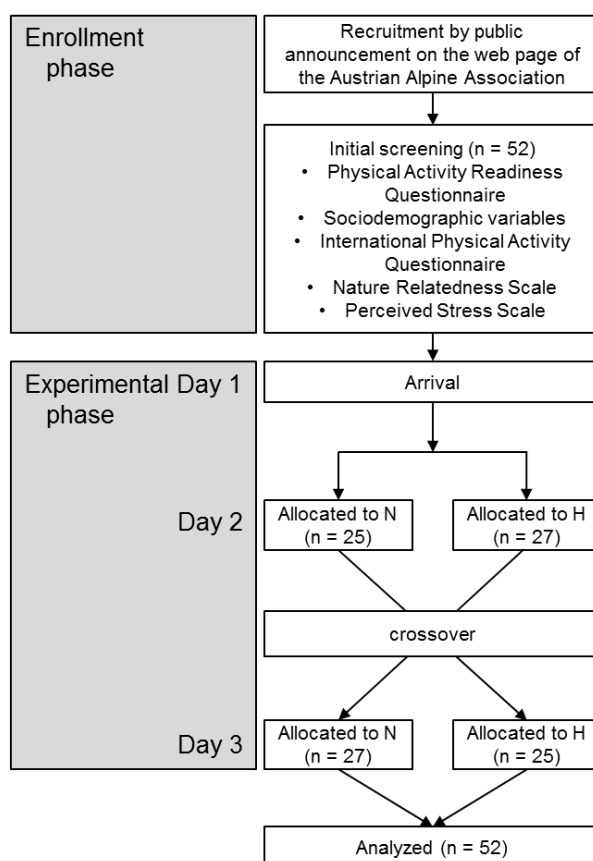 Enrollment
phase
Recruitment by public
announcement on the web page of
the Austrian Alpine Association
Initial screening (n = 52)
• Physical Activity Readiness
Questionnaire
• Sociodemographic variables
• International Physical Activity
Questionnaire
• Nature Relatedness Scale
• Perceived Stress Scale
Experimental Day 1
phase
Arrival
Day 2
Allocated to N
(n = 25)
Allocated to H
(n = 27)
crossover
Day 3
Allocated to N
(n = 27)
Allocated to H
(n = 25)
Analyzed (n = 52)